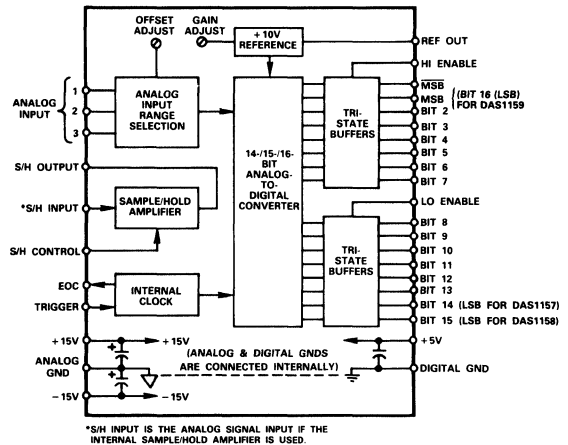 OFFSET
ADJUST
GAIN
ADJUST
+ 10V
REFERENCE
REF OUT
HI ENABLE
ANALOG
INPUT
1
2
3
ANALOG
INPUT
RANGE
SELECTION
S/H OUTPUT
*S/H INPUT
SAMPLE/HOLD
AMPLIFIER
S/H CONTROL
EOC
TRIGGER
INTERNAL
CLOCK
14-/15-/16-
BIT
ANALOG-
TO-
DIGITAL
CONVERTER
TRI-
STATE
BUFFERS
MSB
MSB
(BIT 16 (LSB)
FOR DAS1159
BIT 2
BIT 3
BIT 4
BIT 5
BIT 6
BIT 7
LO ENABLE
TRI-
STATE
BUFFERS
BIT 8
BIT 9
BIT 10
BIT 11
BIT 12
BIT 13
BIT 14 (LSB FOR DAS1157)
BIT 15 (LSB FOR DAS1158)
+ 15V
+ 15V
+ 5V
ANALOG
GND
(ANALOG & DIGITAL GNDS
ARE CONNECTED INTERNALLY)
DIGITAL GND
- 15V
- 15V
*S/H INPUT IS THE ANALOG SIGNAL INPUT IF THE
INTERNAL SAMPLE/HOLD AMPLIFIER IS USED.